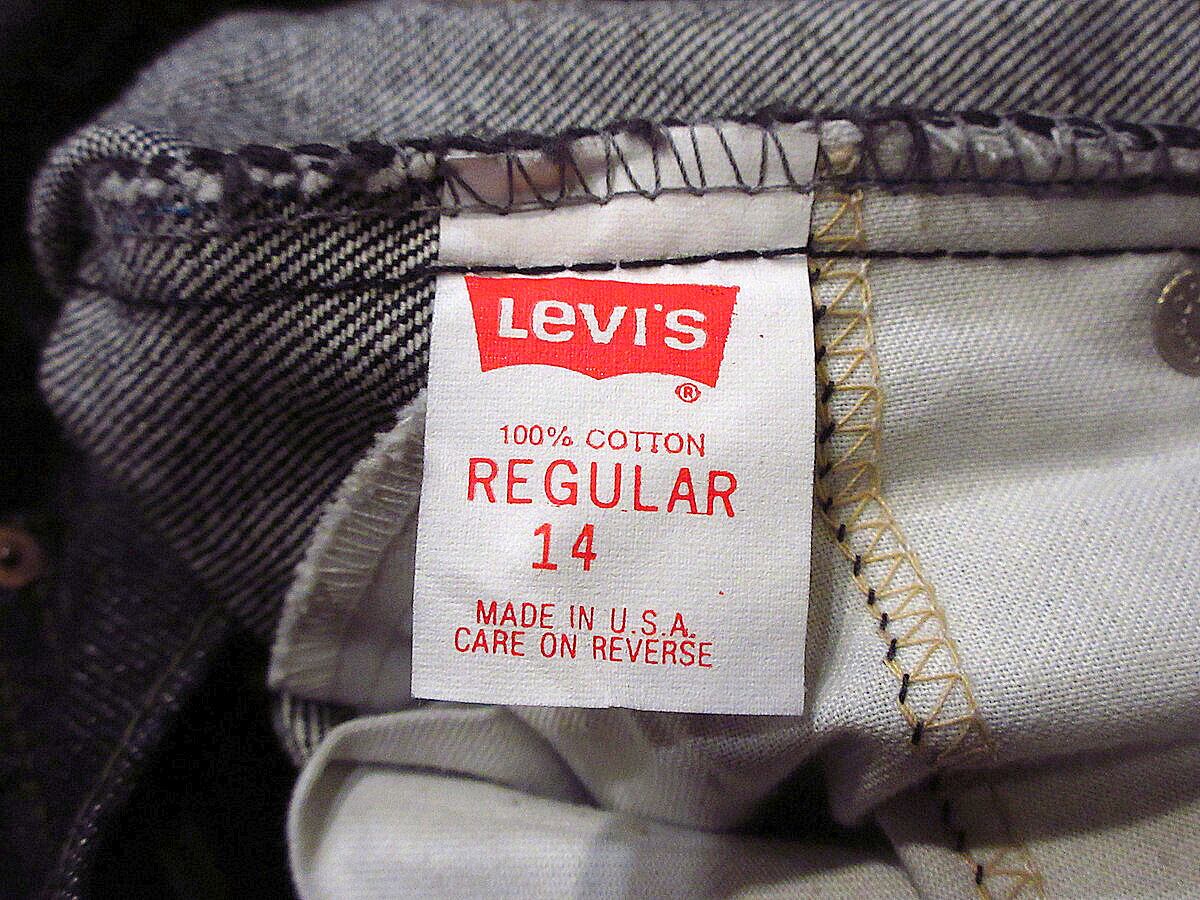 Levi's
®
100% COTTON
REGULAR
14
MADE IN U.S.A.
CARE ON REVERSE